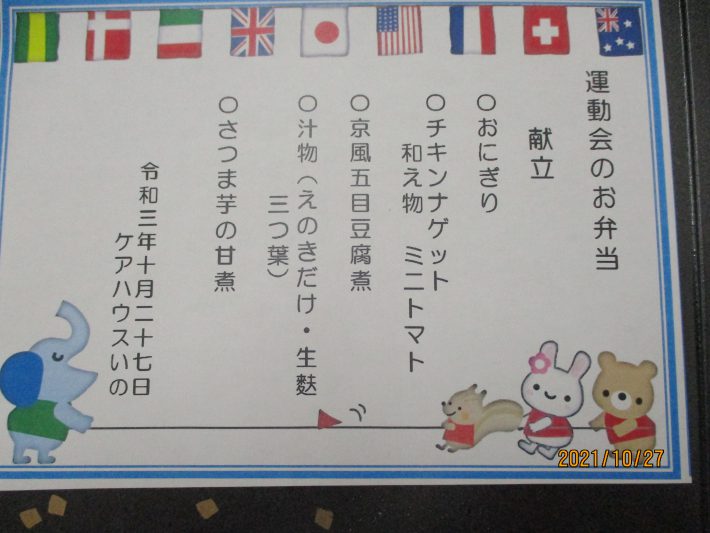 運動会のお弁当
献立
○おにぎり
○チキンナゲット
和え物　ミニトマト
○京風五目豆腐煮
○汁物（えのきだけ・生麩
三つ葉）
○さつま芋の甘煮
令和三年十月二十七日
ケアハウスいの
2021/10/27